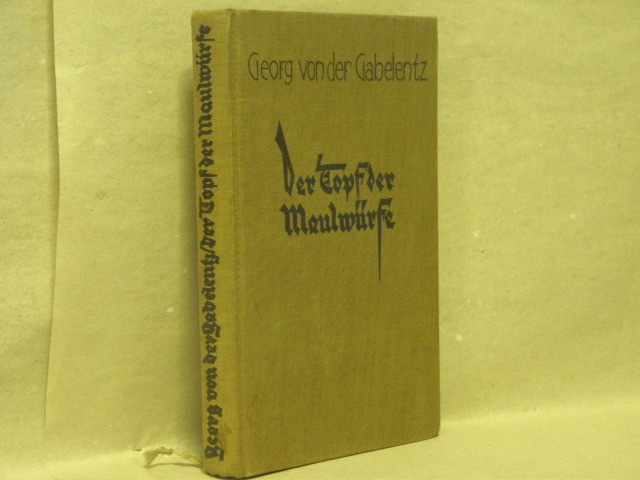 Georg von der Gabelentz
Der Topf der
Maulwürfe
Georg von der Gabelentz/Der Topf der Maulwürfe